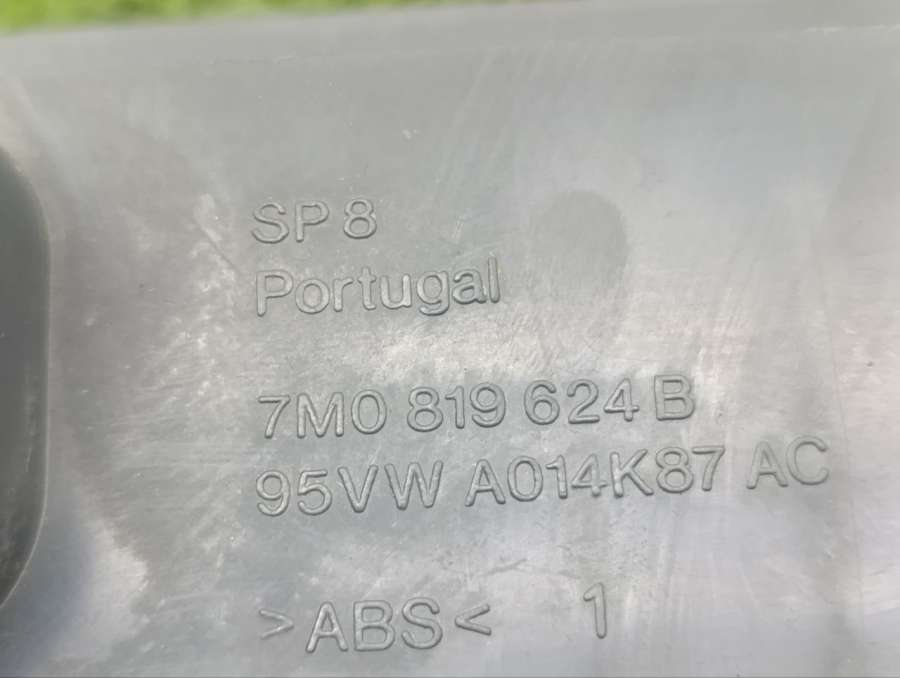 SP 8
Portugal
7M0 819 624 B
95VW A014K87 AC
>ABS< 1